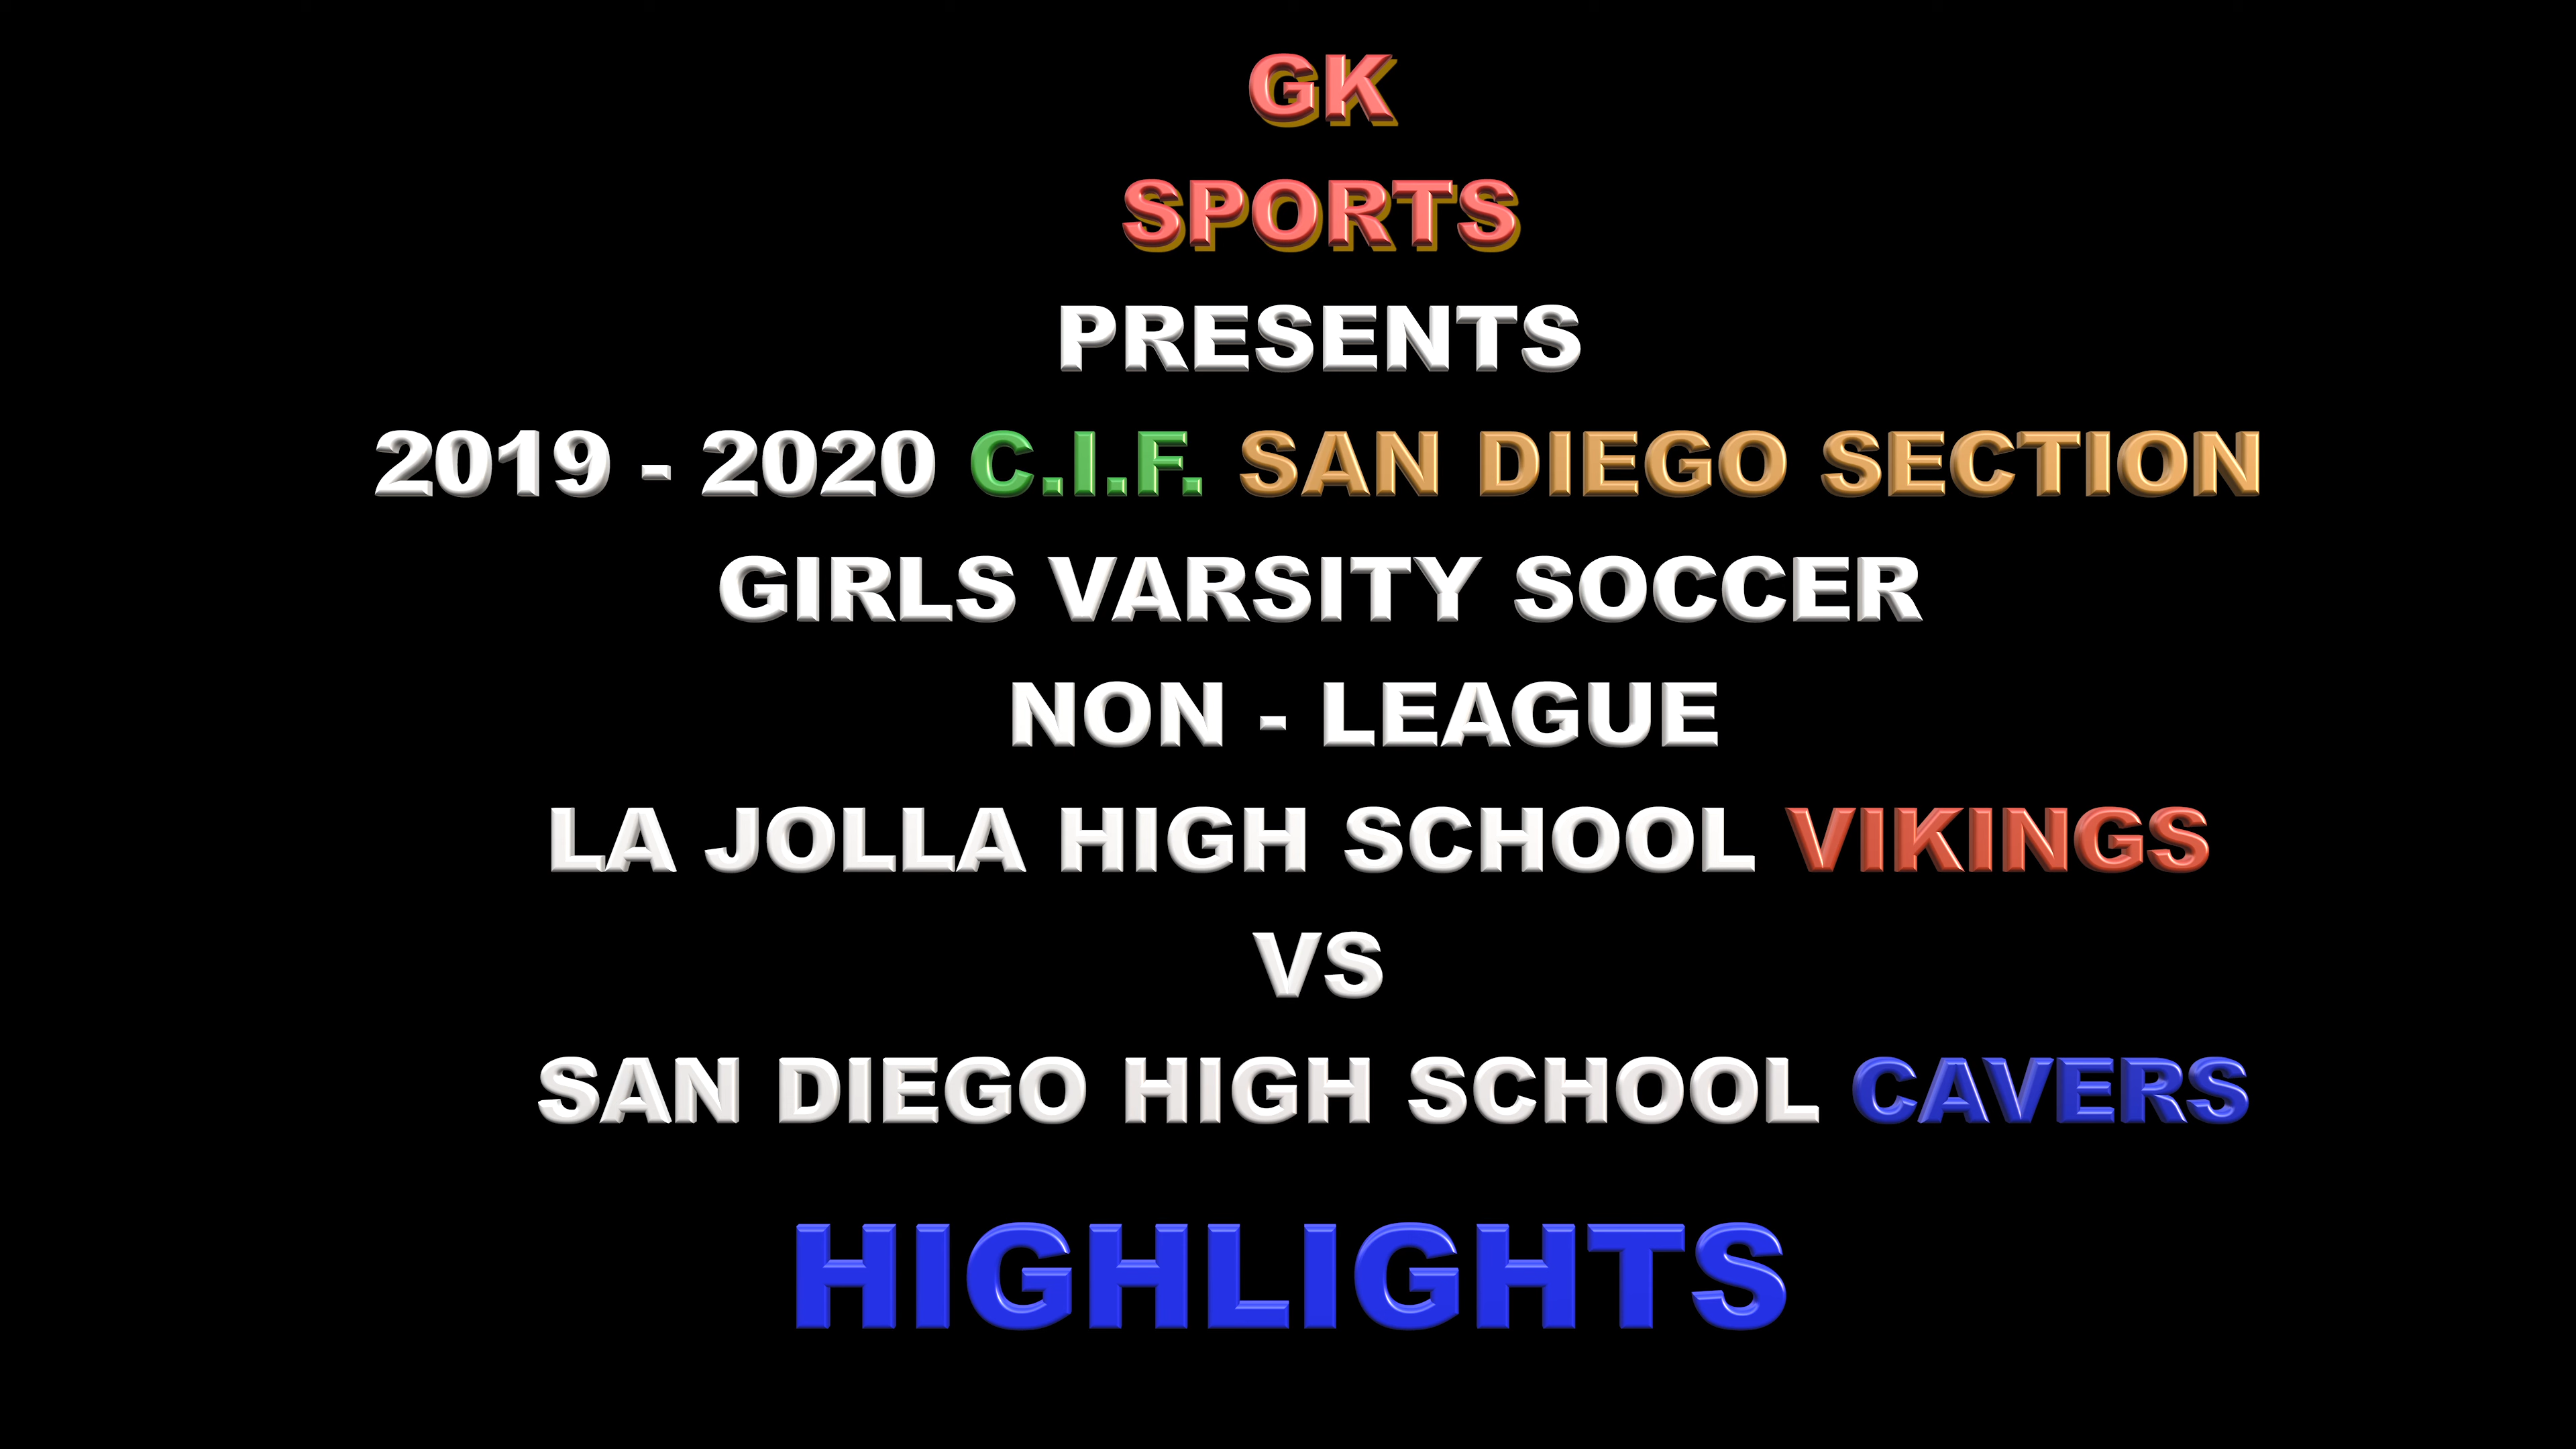 GK
SPORTS
PRESENTS
2019 - 2020 C.I.F. SAN DIEGO SECTION
GIRLS VARSITY SOCCER
NON - LEAGUE
LA JOLLA HIGH SCHOOL VIKINGS
VS
SAN DIEGO HIGH SCHOOL CAVERS
HIGHLIGHTS